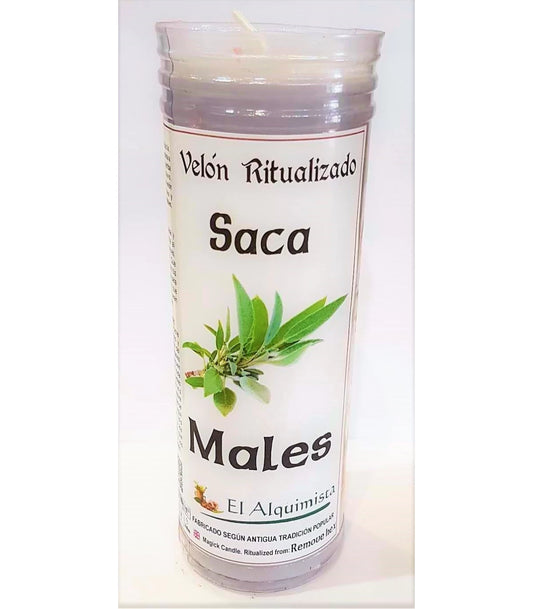 Velón Ritualizado
Saca
Males
El Alquimista
FABRICADO SEGÚN ANTIGUA TRADICIÓN POPULAR
Magick Candle. Ritualized from: Remove hex